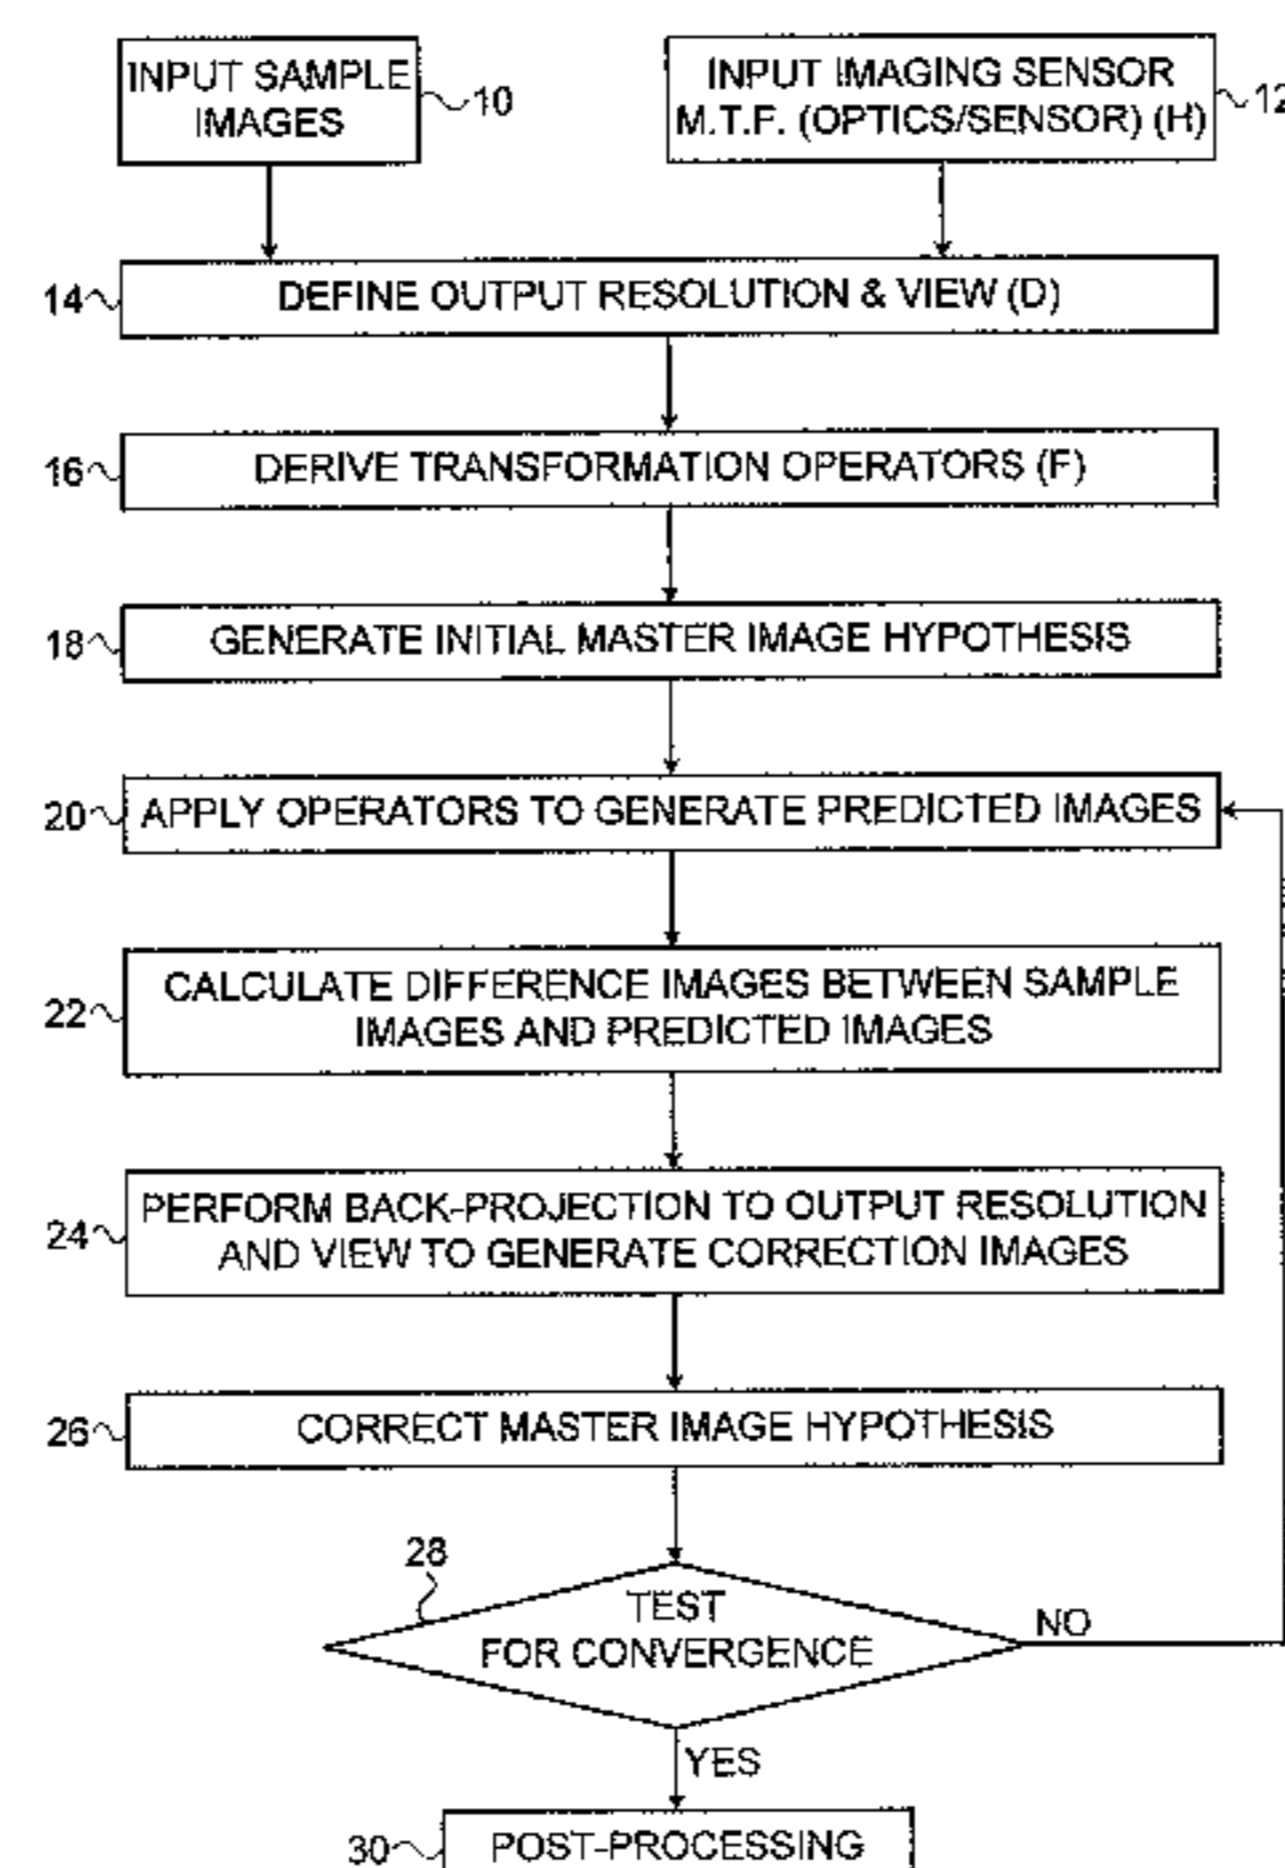 INPUT SAMPLE
IMAGES
10
INPUT IMAGING SENSOR
M.T.F. (OPTICS/SENSOR) (H)
12
14
DEFINE OUTPUT RESOLUTION & VIEW (D)
16
DERIVE TRANSFORMATION OPERATORS (F)
18
GENERATE INITIAL MASTER IMAGE HYPOTHESIS
20
APPLY OPERATORS TO GENERATE PREDICTED IMAGES
22
CALCULATE DIFFERENCE IMAGES BETWEEN SAMPLE
IMAGES AND PREDICTED IMAGES
24
PERFORM BACK-PROJECTION TO OUTPUT RESOLUTION
AND VIEW TO GENERATE CORRECTION IMAGES
26
CORRECT MASTER IMAGE HYPOTHESIS
28
TEST
FOR CONVERGENCE
NO
YES
30
POST-PROCESSING